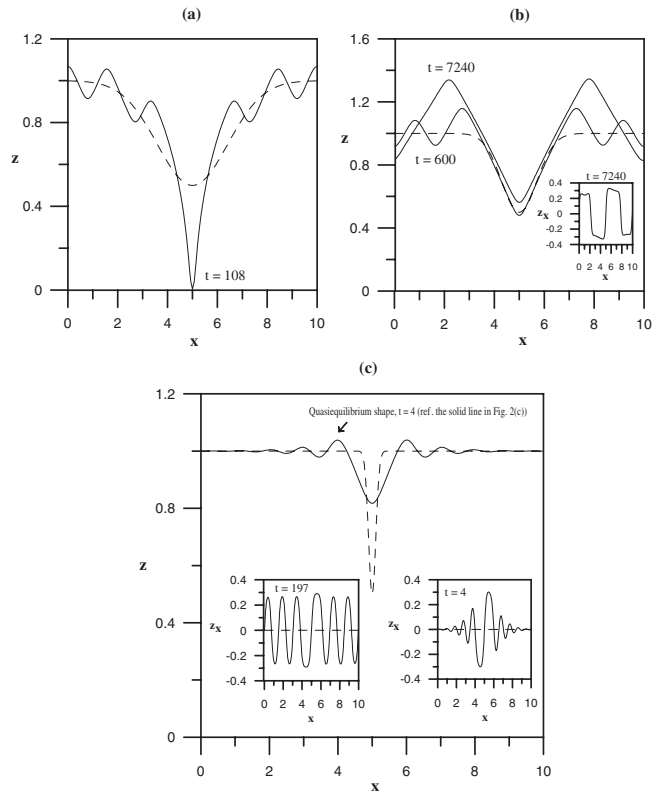 (a)
1.2
0.8
z
0.4
0
t = 108
0 2 4 6 8 10
x
(b)
1.6
1.2
z
0.8
0.4
0
t = 7240
t = 600
t = 7240
0.4
0.2
zx
0
-0.2
-0.4
0 2 4 6 8 10
x
0 2 4 6 8 10
x
(c)
1.2
0.8
z
0.4
0
Quasiequilibrium shape, t = 4 (ref. the solid line in Fig. 2(c))
0.4
t = 197
0.2
zx
0
-0.2
-0.4
0 2 4 6 8 10
x
0.4
t = 4
0.2
zx
0
-0.2
-0.4
0 2 4 6 8 10
x
0 2 4 6 8 10
x